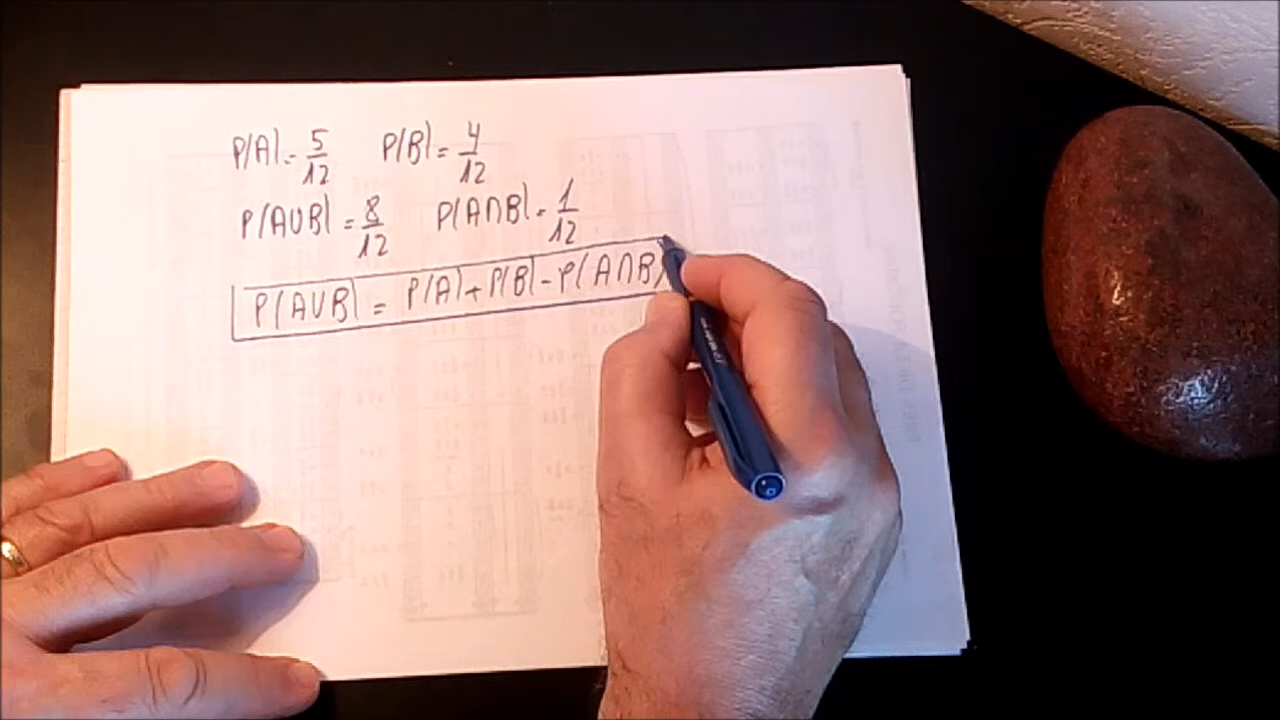 P(A) = 5/12 P(B) = 4/12
P(A∪B) = 8/12 P(A∩B) = 1/12
P(A∪B) = P(A) + P(B) - P(A∩B)